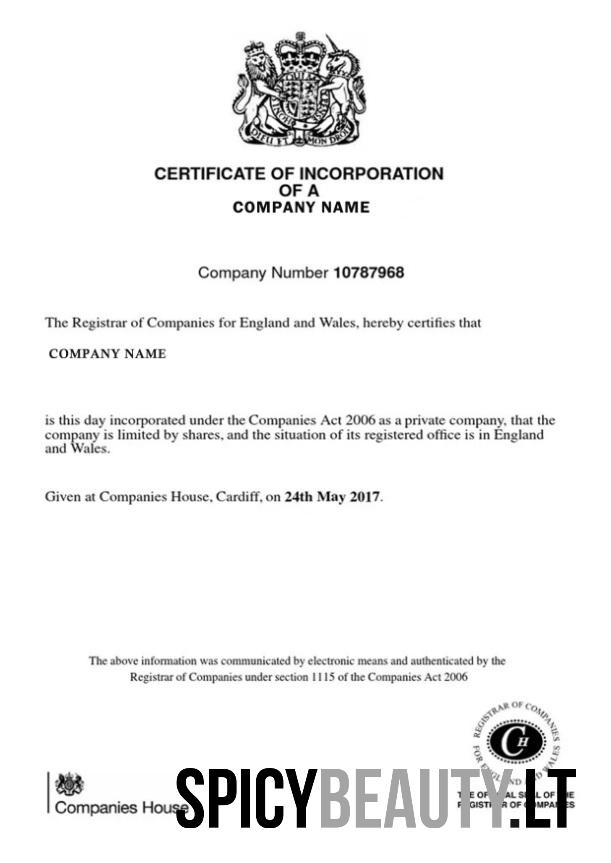 DIEU ET MON DROIT
CERTIFICATE OF INCORPORATION
OF A
COMPANY NAME
Company Number 10787968
The Registrar of Companies for England and Wales, hereby certifies that
COMPANY NAME
is this day incorporated under the Companies Act 2006 as a private company, that the
company is limited by shares, and the situation of its registered office is in England
and Wales.
Given at Companies House, Cardiff, on 24th May 2017.
The above information was communicated by electronic means and authenticated by the
Registrar of Companies under section 1115 of the Companies Act 2006
REGISTRAR OF COMPANIES
FOR ENGLAND AND WALES
CH
Companies House
THE OFFICIAL SEAL OF THE
REGISTRAR OF COMPANIES
SPICYBEAUTY.LT